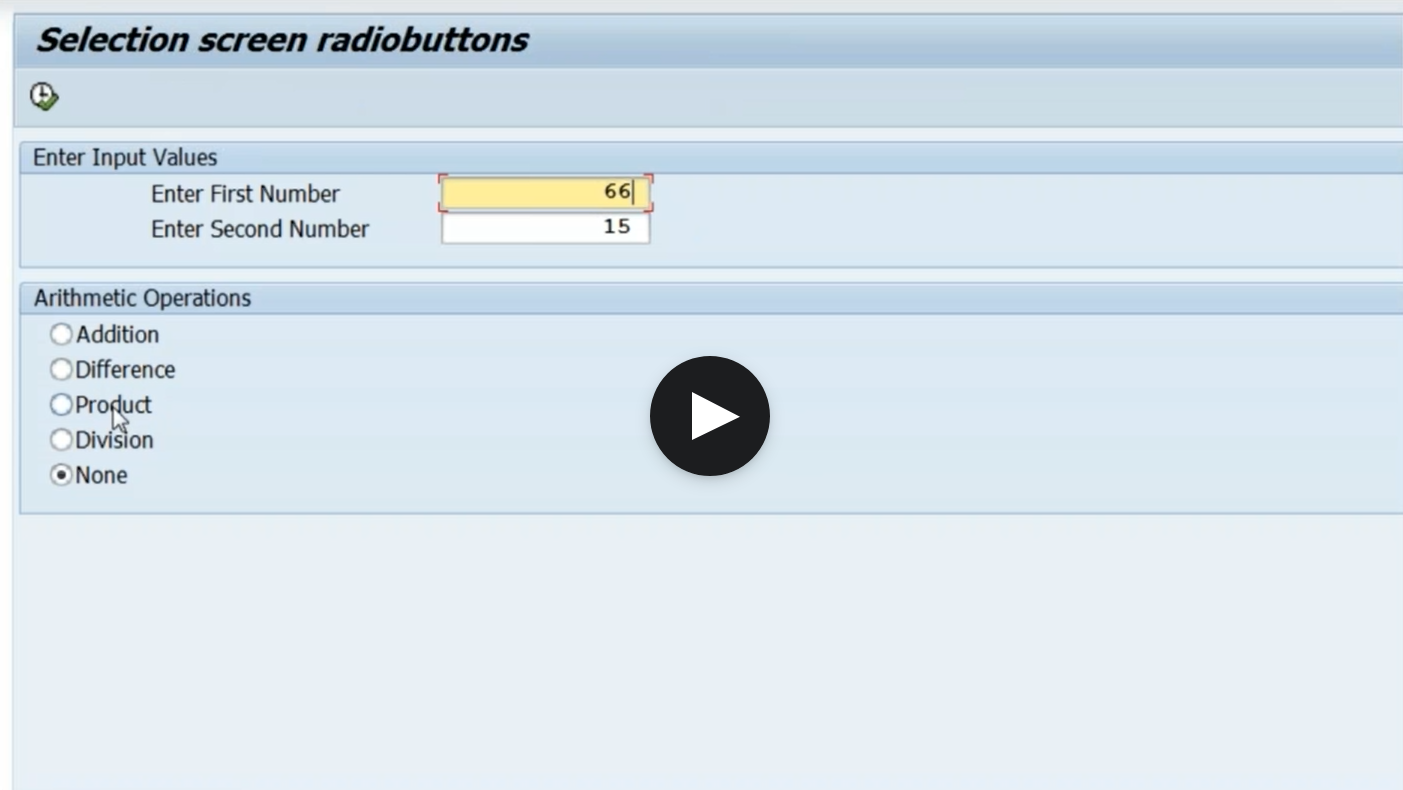 Selection screen radiobuttons
Enter Input Values
Enter First Number 66
Enter Second Number 15
Arithmetic Operations
Addition
Difference
Product
Division
None